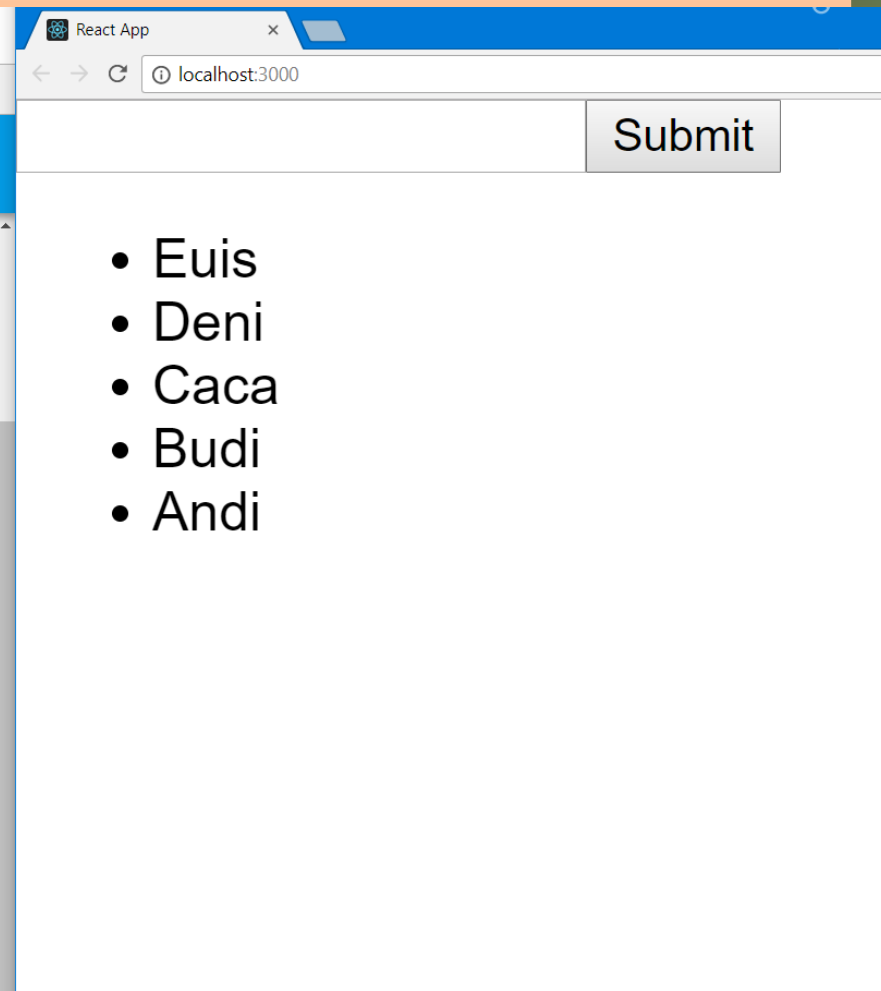 React App
localhost:3000
Submit
Euis
Deni
Caca
Budi
Andi